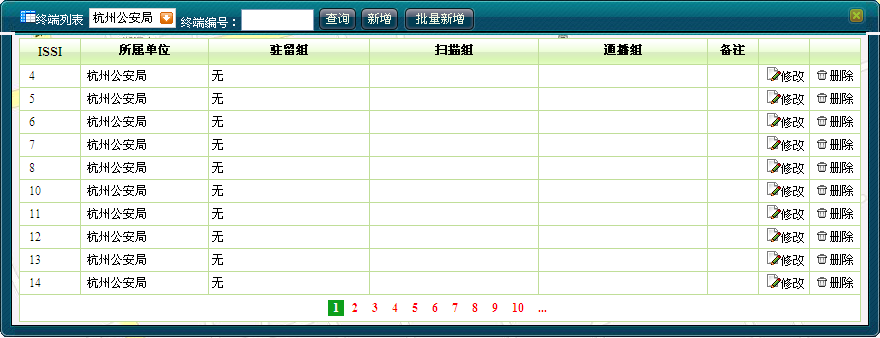 终端列表 杭州公安局 终端编号： 查询 新增 批量新增
ISSI 所属单位 驻留组 扫描组 通播组 备注
4 杭州公安局 无 修改 删除
5 杭州公安局 无 修改 删除
6 杭州公安局 无 修改 删除
7 杭州公安局 无 修改 删除
8 杭州公安局 无 修改 删除
10 杭州公安局 无 修改 删除
11 杭州公安局 无 修改 删除
12 杭州公安局 无 修改 删除
13 杭州公安局 无 修改 删除
14 杭州公安局 无 修改 删除
1 2 3 4 5 6 7 8 9 10 ...